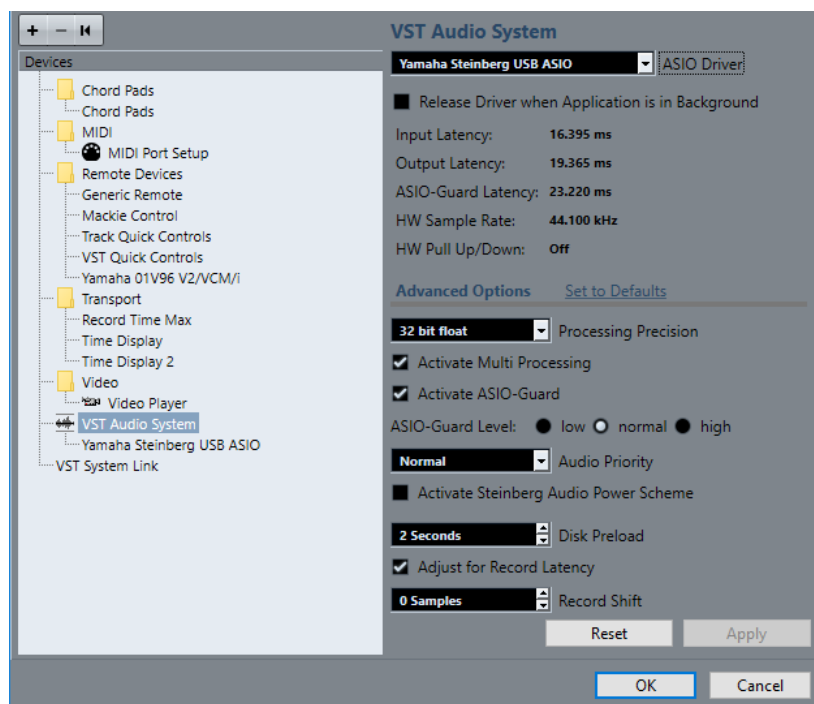 Devices
Chord Pads
Chord Pads
MIDI
MIDI Port Setup
Remote Devices
Generic Remote
Mackie Control
Track Quick Controls
VST Quick Controls
Yamaha 01V96 V2/VCM/i
Transport
Record Time Max
Time Display
Time Display 2
Video
Video Player
VST Audio System
Yamaha Steinberg USB ASIO
VST System Link
VST Audio System
Yamaha Steinberg USB ASIO ASIO Driver
Release Driver when Application is in Background
Input Latency: 16.395 ms
Output Latency: 19.365 ms
ASIO-Guard Latency: 23.220 ms
HW Sample Rate: 44.100 kHz
HW Pull Up/Down: Off
Advanced Options Set to Defaults
32 bit float Processing Precision
Activate Multi Processing
Activate ASIO-Guard
ASIO-Guard Level: low normal high
Normal Audio Priority
Activate Steinberg Audio Power Scheme
2 Seconds Disk Preload
Adjust for Record Latency
0 Samples Record Shift
Reset Apply
OK Cancel